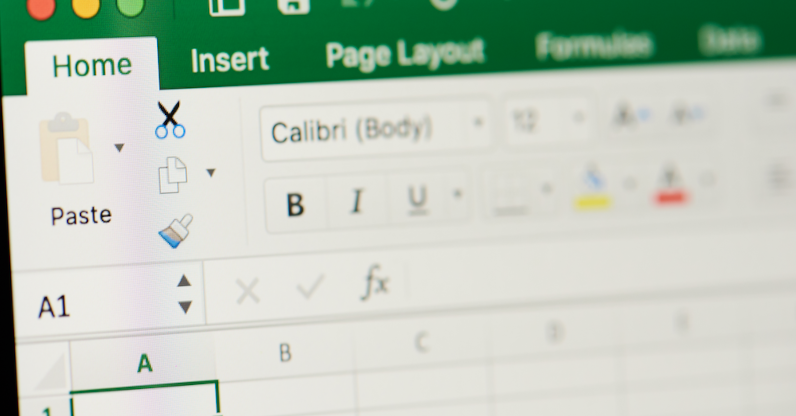 Home Insert Page Layout Formulas Data
Calibri (Body) 12
B I U
Paste
A1 fx
A B C D E
1